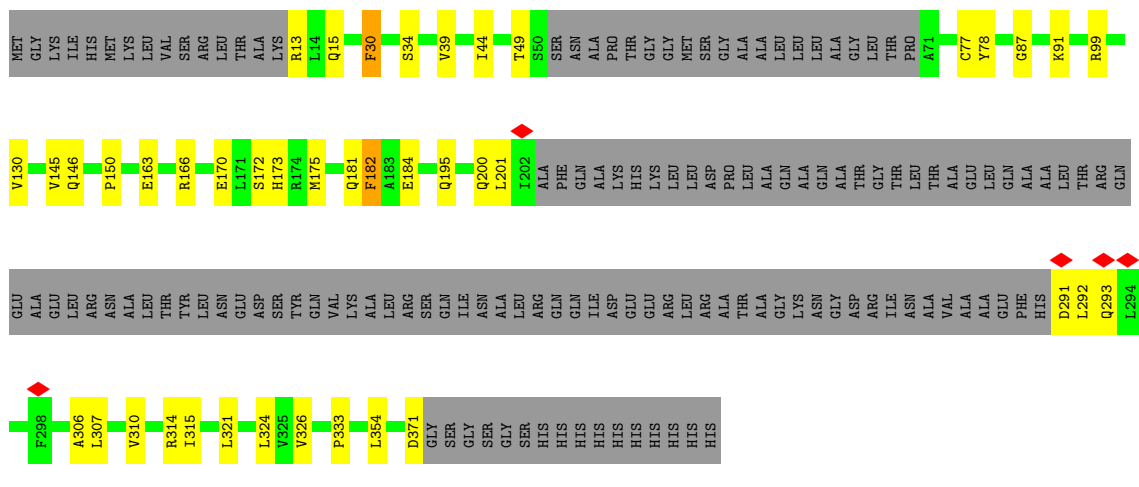 MET GLY LYS ILE HIS MET LYS LEU VAL SER ARG LEU THR ALA LYS R13 L14 Q15 F30 S34 V39 I44 T49 S50 SER ASN ALA PRO THR GLY GLY MET SER GLY ALA ALA LEU LEU LEU ALA GLY LEU THR PRO A71 C77 Y78 G87 K91 R99
V130 V145 Q146 P150 E163 R166 E170 L171 S172 H173 R174 M175 Q181 F182 A183 E184 Q195 Q200 L201 I202 ALA PHE GLN ALA LYS HIS LYS LEU LEU ASP PRO LEU ALA GLN ALA GLN ALA THR GLY THR LEU THR ALA GLU LEU GLN ALA ALA LEU THR ARG GLN
GLU ALA GLU LEU ARG ASN ALA LEU THR TYR LEU ASN GLU ASP SER TYR GLN VAL LYS ALA LEU ARG SER GLN ILE ASN ALA LEU ARG GLN GLN ILE ASP GLU GLU ARG LEU ARG ALA THR ALA GLY LYS ASN GLY ASP ARG ILE ASN ALA VAL ALA ALA GLU PHE HIS D291 L292 Q293 L294
F298 A306 L307 V310 R314 I315 L321 L324 V325 V326 P333 L354 D371 GLY SER GLY SER GLY SER HIS HIS HIS HIS HIS HIS HIS HIS HIS HIS